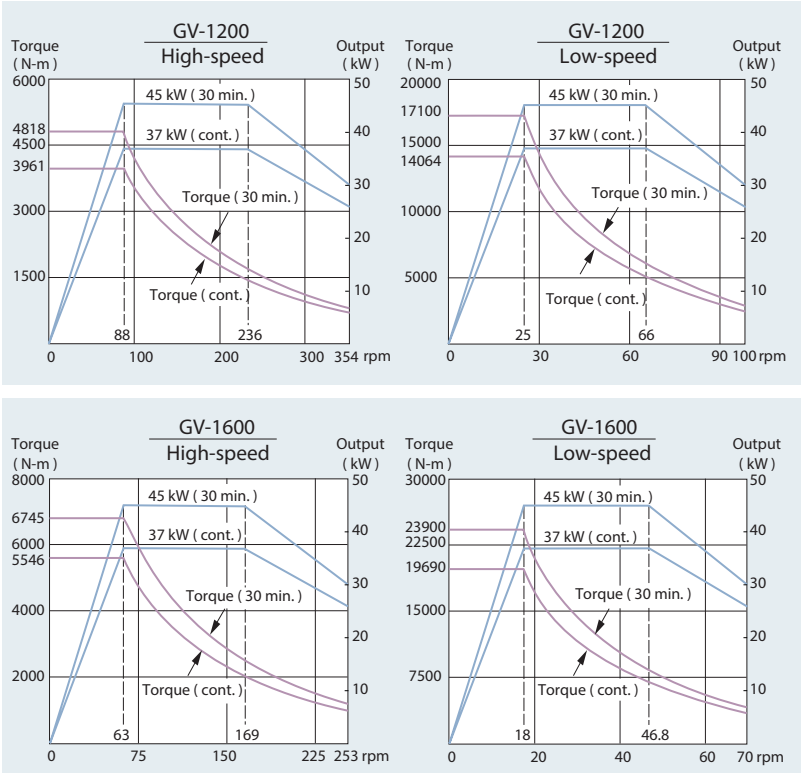 GV-1200
High-speed
Torque
( N-m )
Output
( kW )
6000
4818
4500
3961
3000
1500
50
40
30
20
10
45 kW ( 30 min. )
37 kW ( cont. )
Torque ( 30 min. )
Torque ( cont. )
88
236
0
100
200
300
354 rpm
GV-1200
Low-speed
Torque
( N-m )
Output
( kW )
20000
17100
15000
14064
10000
5000
50
40
30
20
10
45 kW ( 30 min. )
37 kW ( cont. )
Torque ( 30 min. )
Torque ( cont. )
25
66
0
30
60
90
100 rpm
GV-1600
High-speed
Torque
( N-m )
Output
( kW )
8000
6745
6000
5546
4000
2000
50
40
30
20
10
45 kW ( 30 min. )
37 kW ( cont. )
Torque ( 30 min. )
Torque ( cont. )
63
169
0
75
150
225
253 rpm
GV-1600
Low-speed
Torque
( N-m )
Output
( kW )
30000
23900
22500
19690
15000
7500
50
40
30
20
10
45 kW ( 30 min. )
37 kW ( cont. )
Torque ( 30 min. )
Torque ( cont. )
18
46.8
0
20
40
60
70 rpm